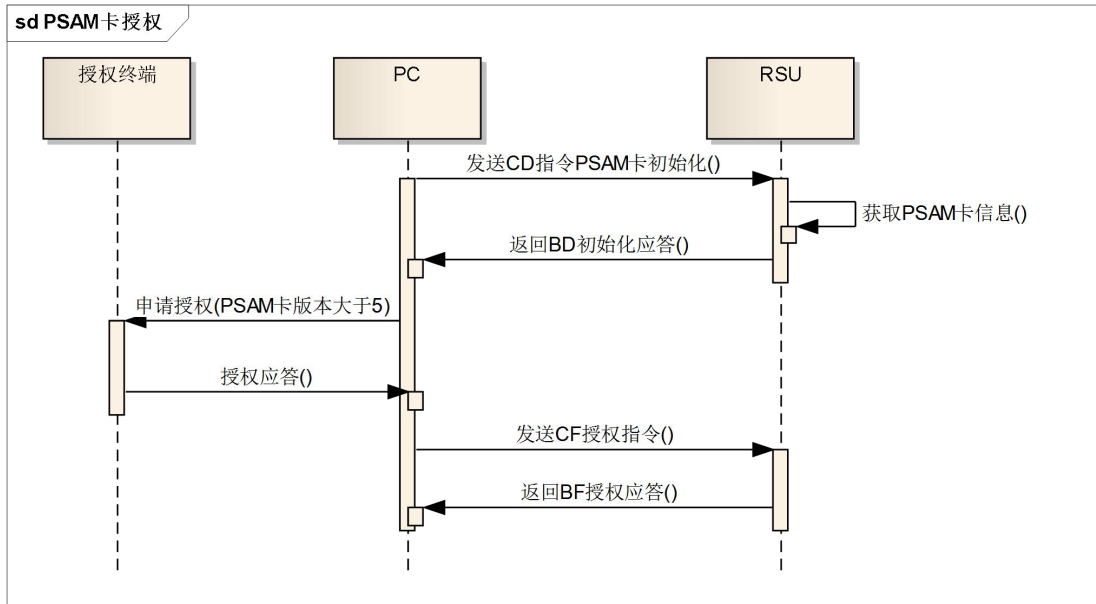 sd PSAM卡授权
授权终端
PC
RSU
发送CD指令PSAM卡初始化()
获取PSAM卡信息()
返回BD初始化应答()
申请授权(PSAM卡版本大于5)
授权应答()
发送CF授权指令()
返回BF授权应答()